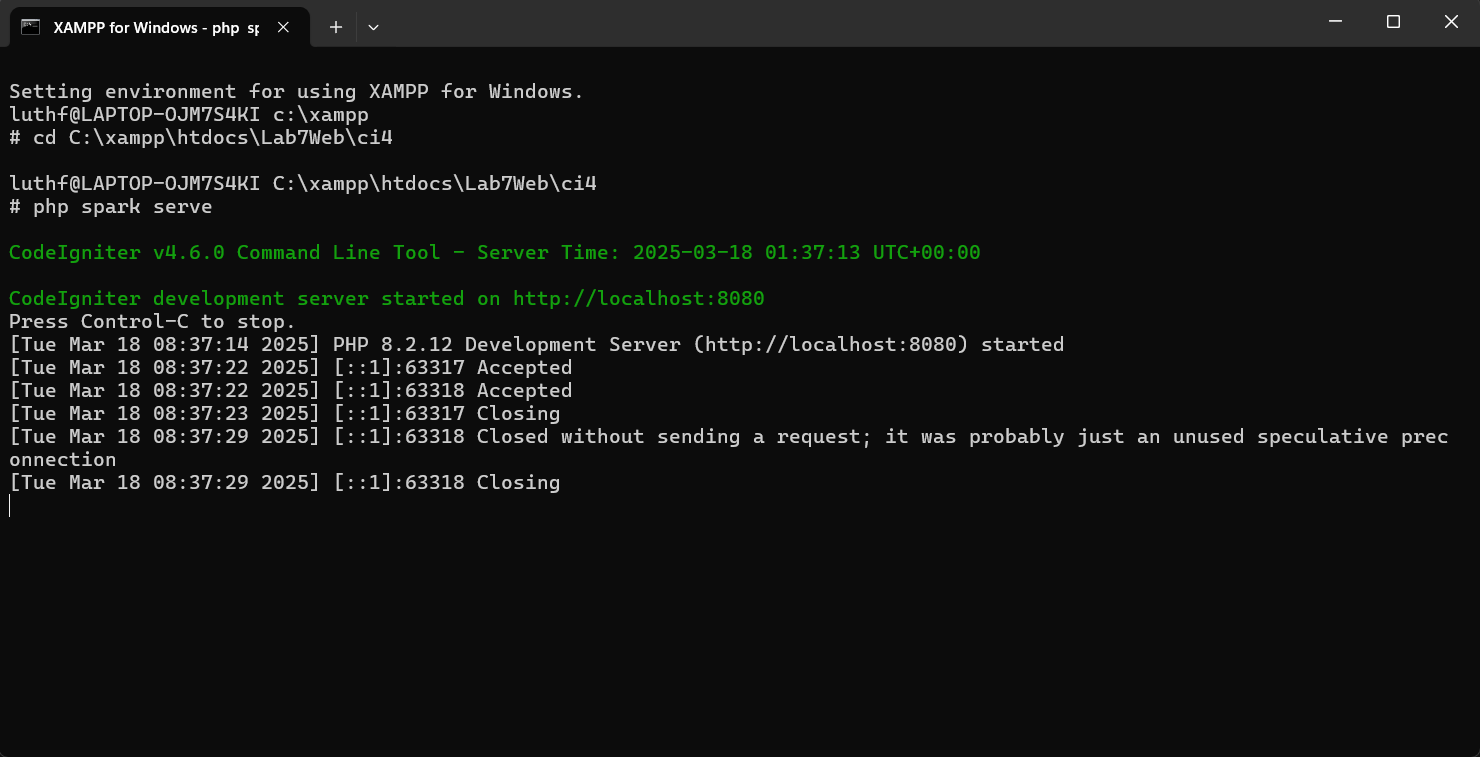 XAMPP for Windows - php sp
Setting environment for using XAMPP for Windows.
luthf@LAPTOP-OJM7S4KI c:\xampp
# cd C:\xampp\htdocs\Lab7Web\ci4
luthf@LAPTOP-OJM7S4KI C:\xampp\htdocs\Lab7Web\ci4
# php spark serve
CodeIgniter v4.6.0 Command Line Tool - Server Time: 2025-03-18 01:37:13 UTC+00:00
CodeIgniter development server started on http://localhost:8080
Press Control-C to stop.
[Tue Mar 18 08:37:14 2025] PHP 8.2.12 Development Server (http://localhost:8080) started
[Tue Mar 18 08:37:22 2025] [::1]:63317 Accepted
[Tue Mar 18 08:37:22 2025] [::1]:63318 Accepted
[Tue Mar 18 08:37:23 2025] [::1]:63317 Closing
[Tue Mar 18 08:37:29 2025] [::1]:63318 Closed without sending a request; it was probably just an unused speculative prec
onnection
[Tue Mar 18 08:37:29 2025] [::1]:63318 Closing